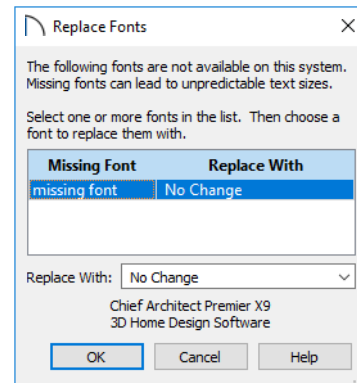 Replace Fonts
The following fonts are not available on this system.
Missing fonts can lead to unpredictable text sizes.
Select one or more fonts in the list. Then choose a
font to replace them with.
Missing Font Replace With
missing font No Change
Replace With: No Change
Chief Architect Premier X9
3D Home Design Software
OK Cancel Help